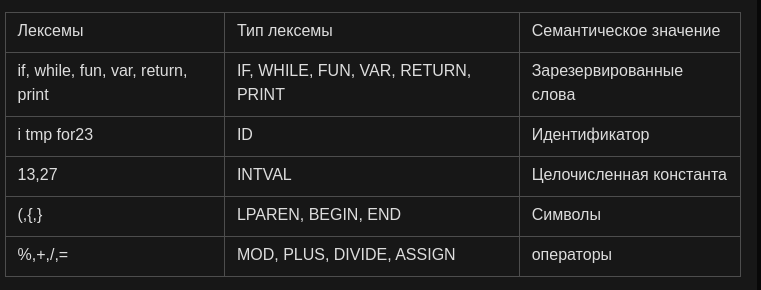 Лексемы Тип лексемы Семантическое значение
if, while, fun, var, return, IF, WHILE, FUN, VAR, RETURN, Зарезервированные
print PRINT слова
i tmp for23 ID Идентификатор
13,27 INTVAL Целочисленная константа
(,{,} LPAREN, BEGIN, END Символы
%,+,/,= MOD, PLUS, DIVIDE, ASSIGN операторы